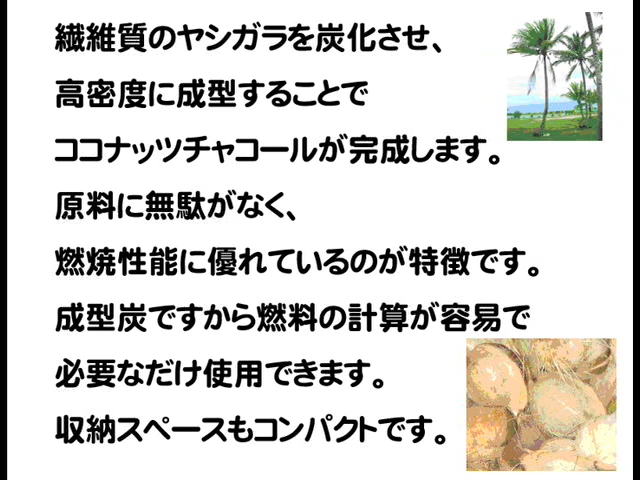 繊維質のヤシガラを炭化させ、
高密度に成型することで
ココナッツチャコールが完成します。
原料に無駄がなく、
燃焼性能に優れているのが特徴です。
成型炭ですから燃料の計算が容易で
必要なだけ使用できます。
収納スペースもコンパクトです。